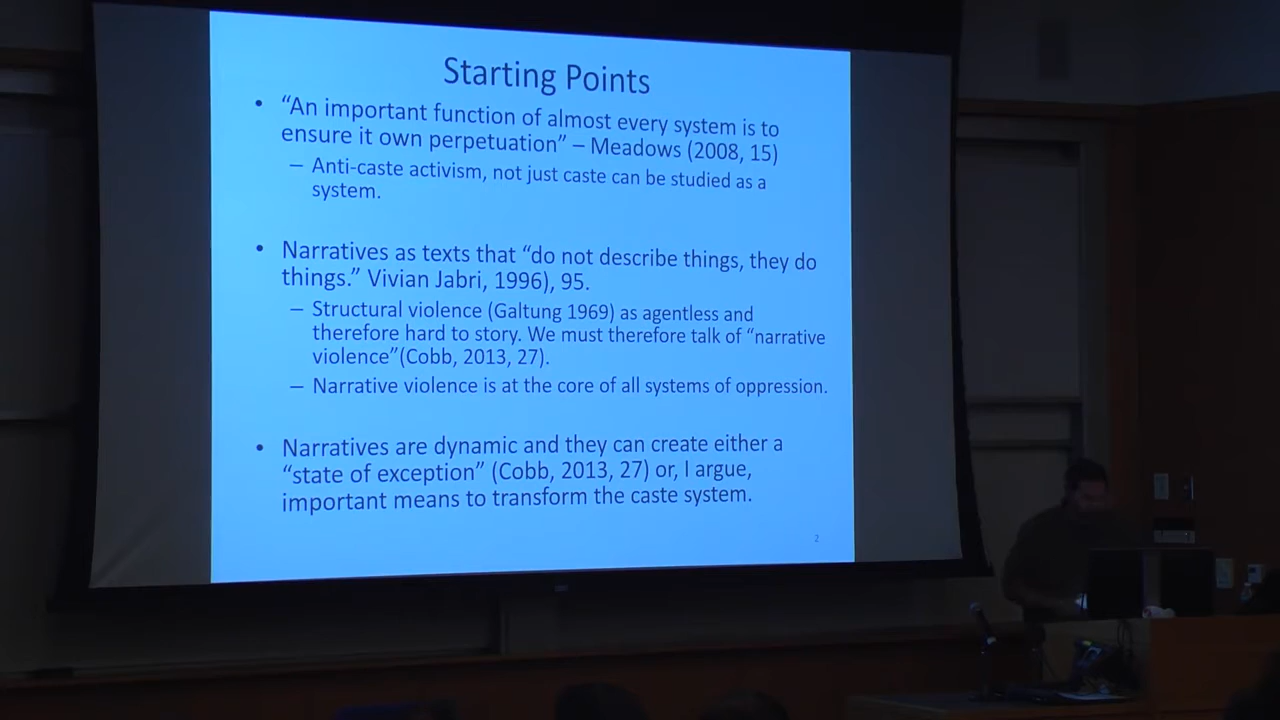 Starting Points
• “An important function of almost every system is to
ensure it own perpetuation” – Meadows (2008, 15)
– Anti-caste activism, not just caste can be studied as a
system.
• Narratives as texts that “do not describe things, they do
things.” Vivian Jabri, 1996), 95.
– Structural violence (Galtung 1969) as agentless and
therefore hard to story. We must therefore talk of “narrative
violence”(Cobb, 2013, 27).
– Narrative violence is at the core of all systems of oppression.
• Narratives are dynamic and they can create either a
“state of exception” (Cobb, 2013, 27) or, I argue,
important means to transform the caste system.
2